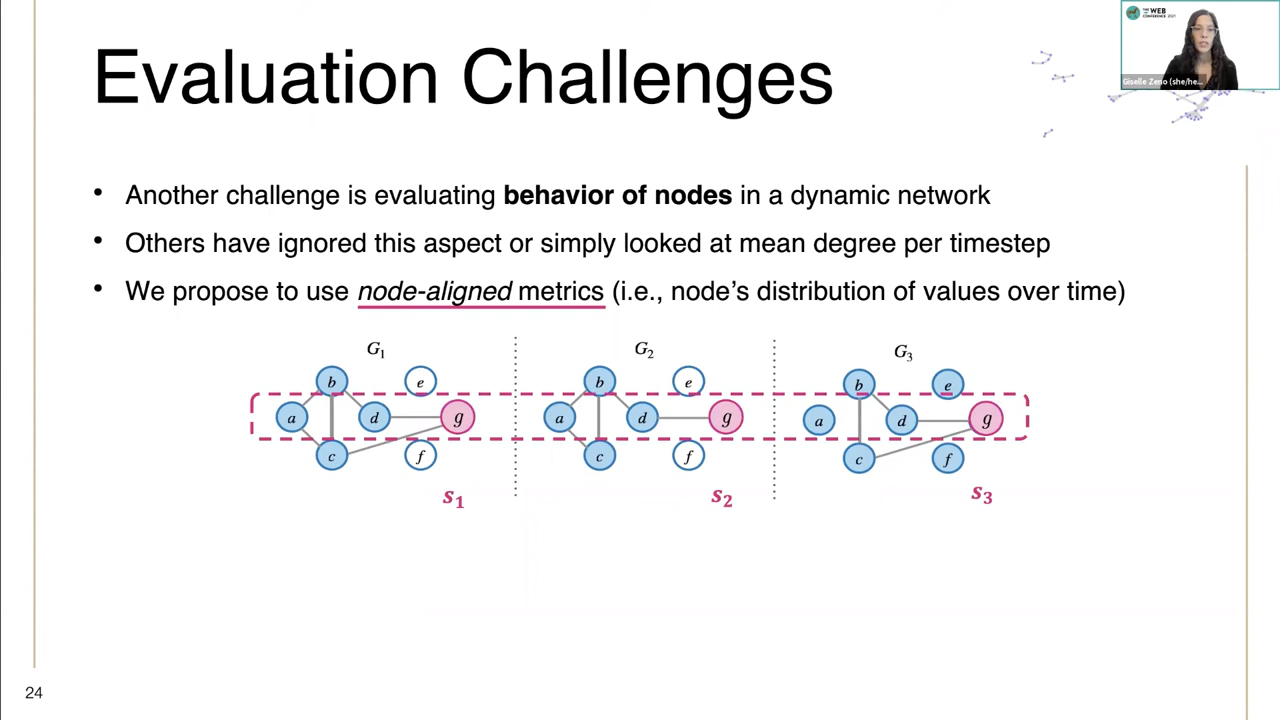 THE WEB CONFERENCE 2021
Giselle Zeno (she/he...
Evaluation Challenges
• Another challenge is evaluating behavior of nodes in a dynamic network
• Others have ignored this aspect or simply looked at mean degree per timestep
• We propose to use node-aligned metrics (i.e., node’s distribution of values over time)
G1 G2 G3
b e b e b e
a d g a d g a d g
c f c f c f
s1 s2 s3
24